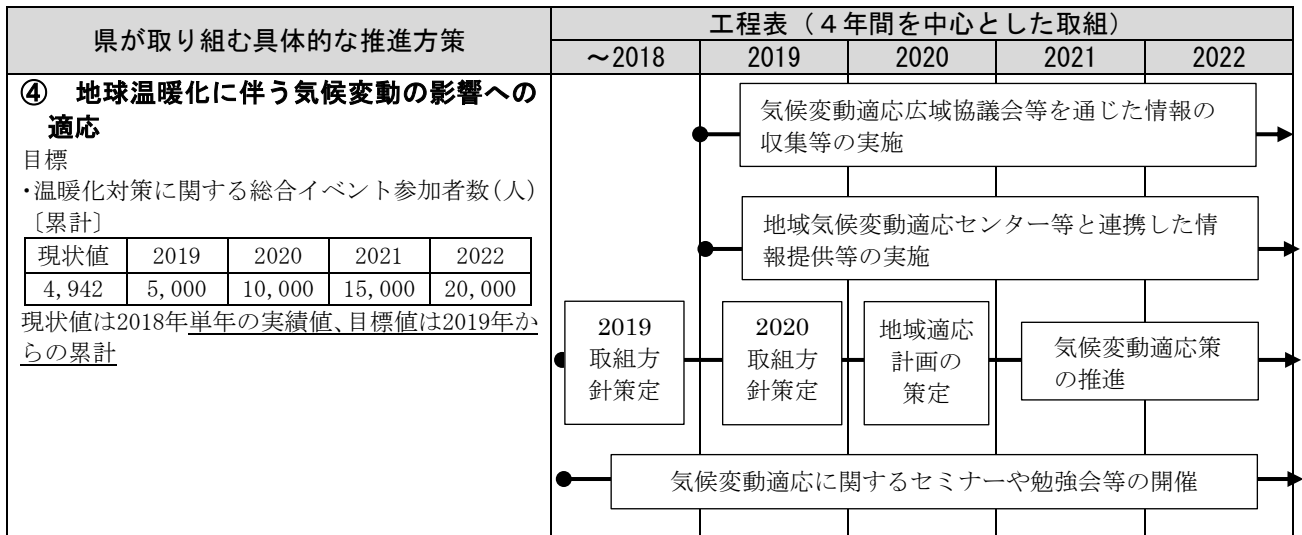 県が取り組む具体的な推進方策
工程表（４年間を中心とした取組）
～2018 2019 2020 2021 2022
④ 地球温暖化に伴う気候変動の影響への
適応
目標
・温暖化対策に関する総合イベント参加者数(人)
〔累計〕
現状値 2019 2020 2021 2022
4,942 5,000 10,000 15,000 20,000
現状値は2018年単年の実績値、目標値は2019年か
らの累計
気候変動適応広域協議会等を通じた情報の
収集等の実施
地域気候変動適応センター等と連携した情
報提供等の実施
2019
取組方
針策定
2020
取組方
針策定
地域適応
計画の
策定
気候変動適応策
の推進
気候変動適応に関するセミナーや勉強会等の開催